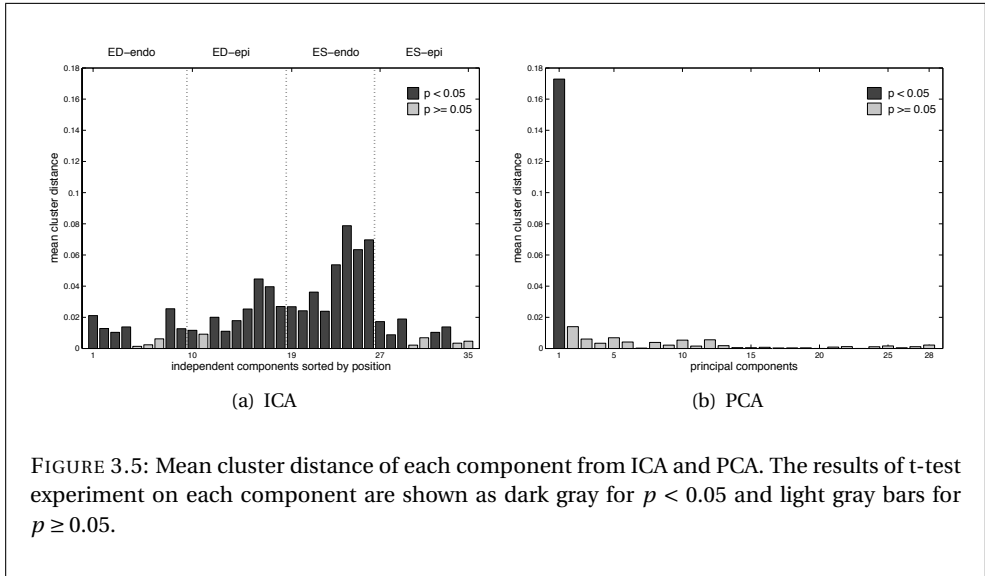 ED–endo ED–epi ES–endo ES–epi
0.18
0.16
0.14
0.12
0.1
0.08
0.06
0.04
0.02
0
mean cluster distance
p < 0.05
p >= 0.05
1 10 19 27 35
independent components sorted by position
(a) ICA
0.18
0.16
0.14
0.12
0.1
0.08
0.06
0.04
0.02
0
mean cluster distance
p < 0.05
p >= 0.05
1 5 10 15 20 25 28
principal components
(b) PCA
FIGURE 3.5: Mean cluster distance of each component from ICA and PCA. The results of t-test
experiment on each component are shown as dark gray for p < 0.05 and light gray bars for
p ≥ 0.05.